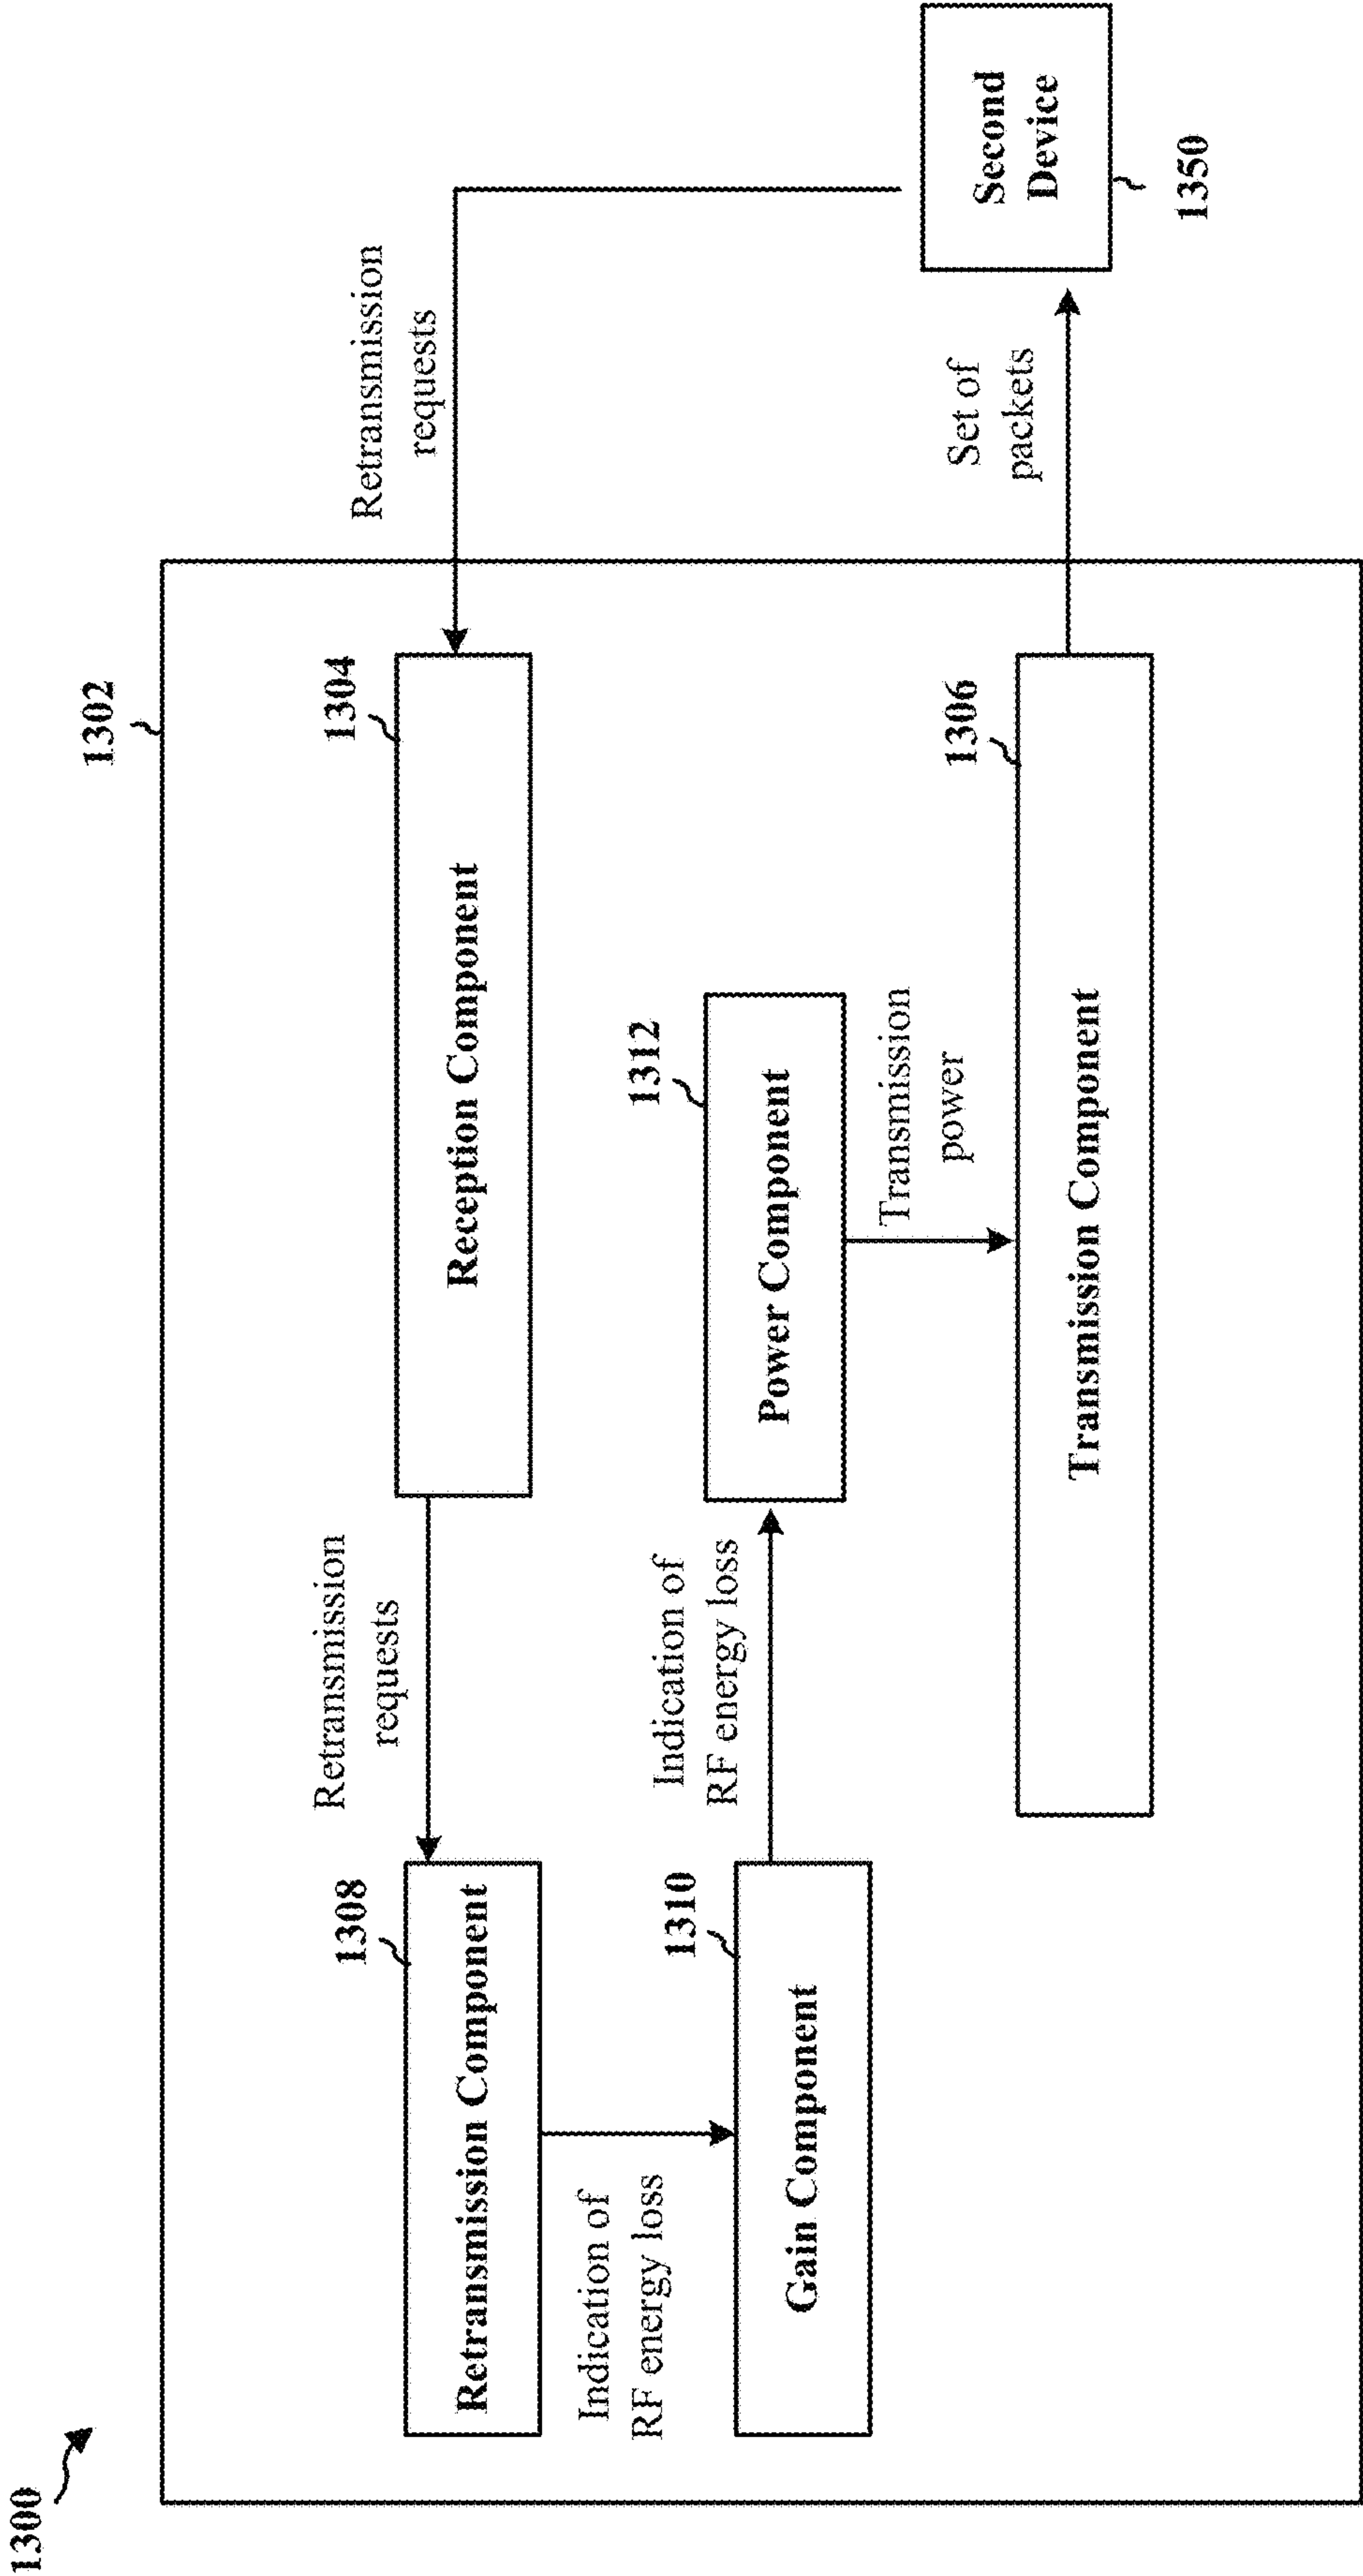 1300
1302
Retransmission
requests
1304
Reception Component
Retransmission
requests
1308
Retransmission Component
Indication of
RF energy loss
1310
Gain Component
Indication of
RF energy loss
1312
Power Component
Transmission
power
1306
Transmission Component
Set of
packets
Second
Device
1350